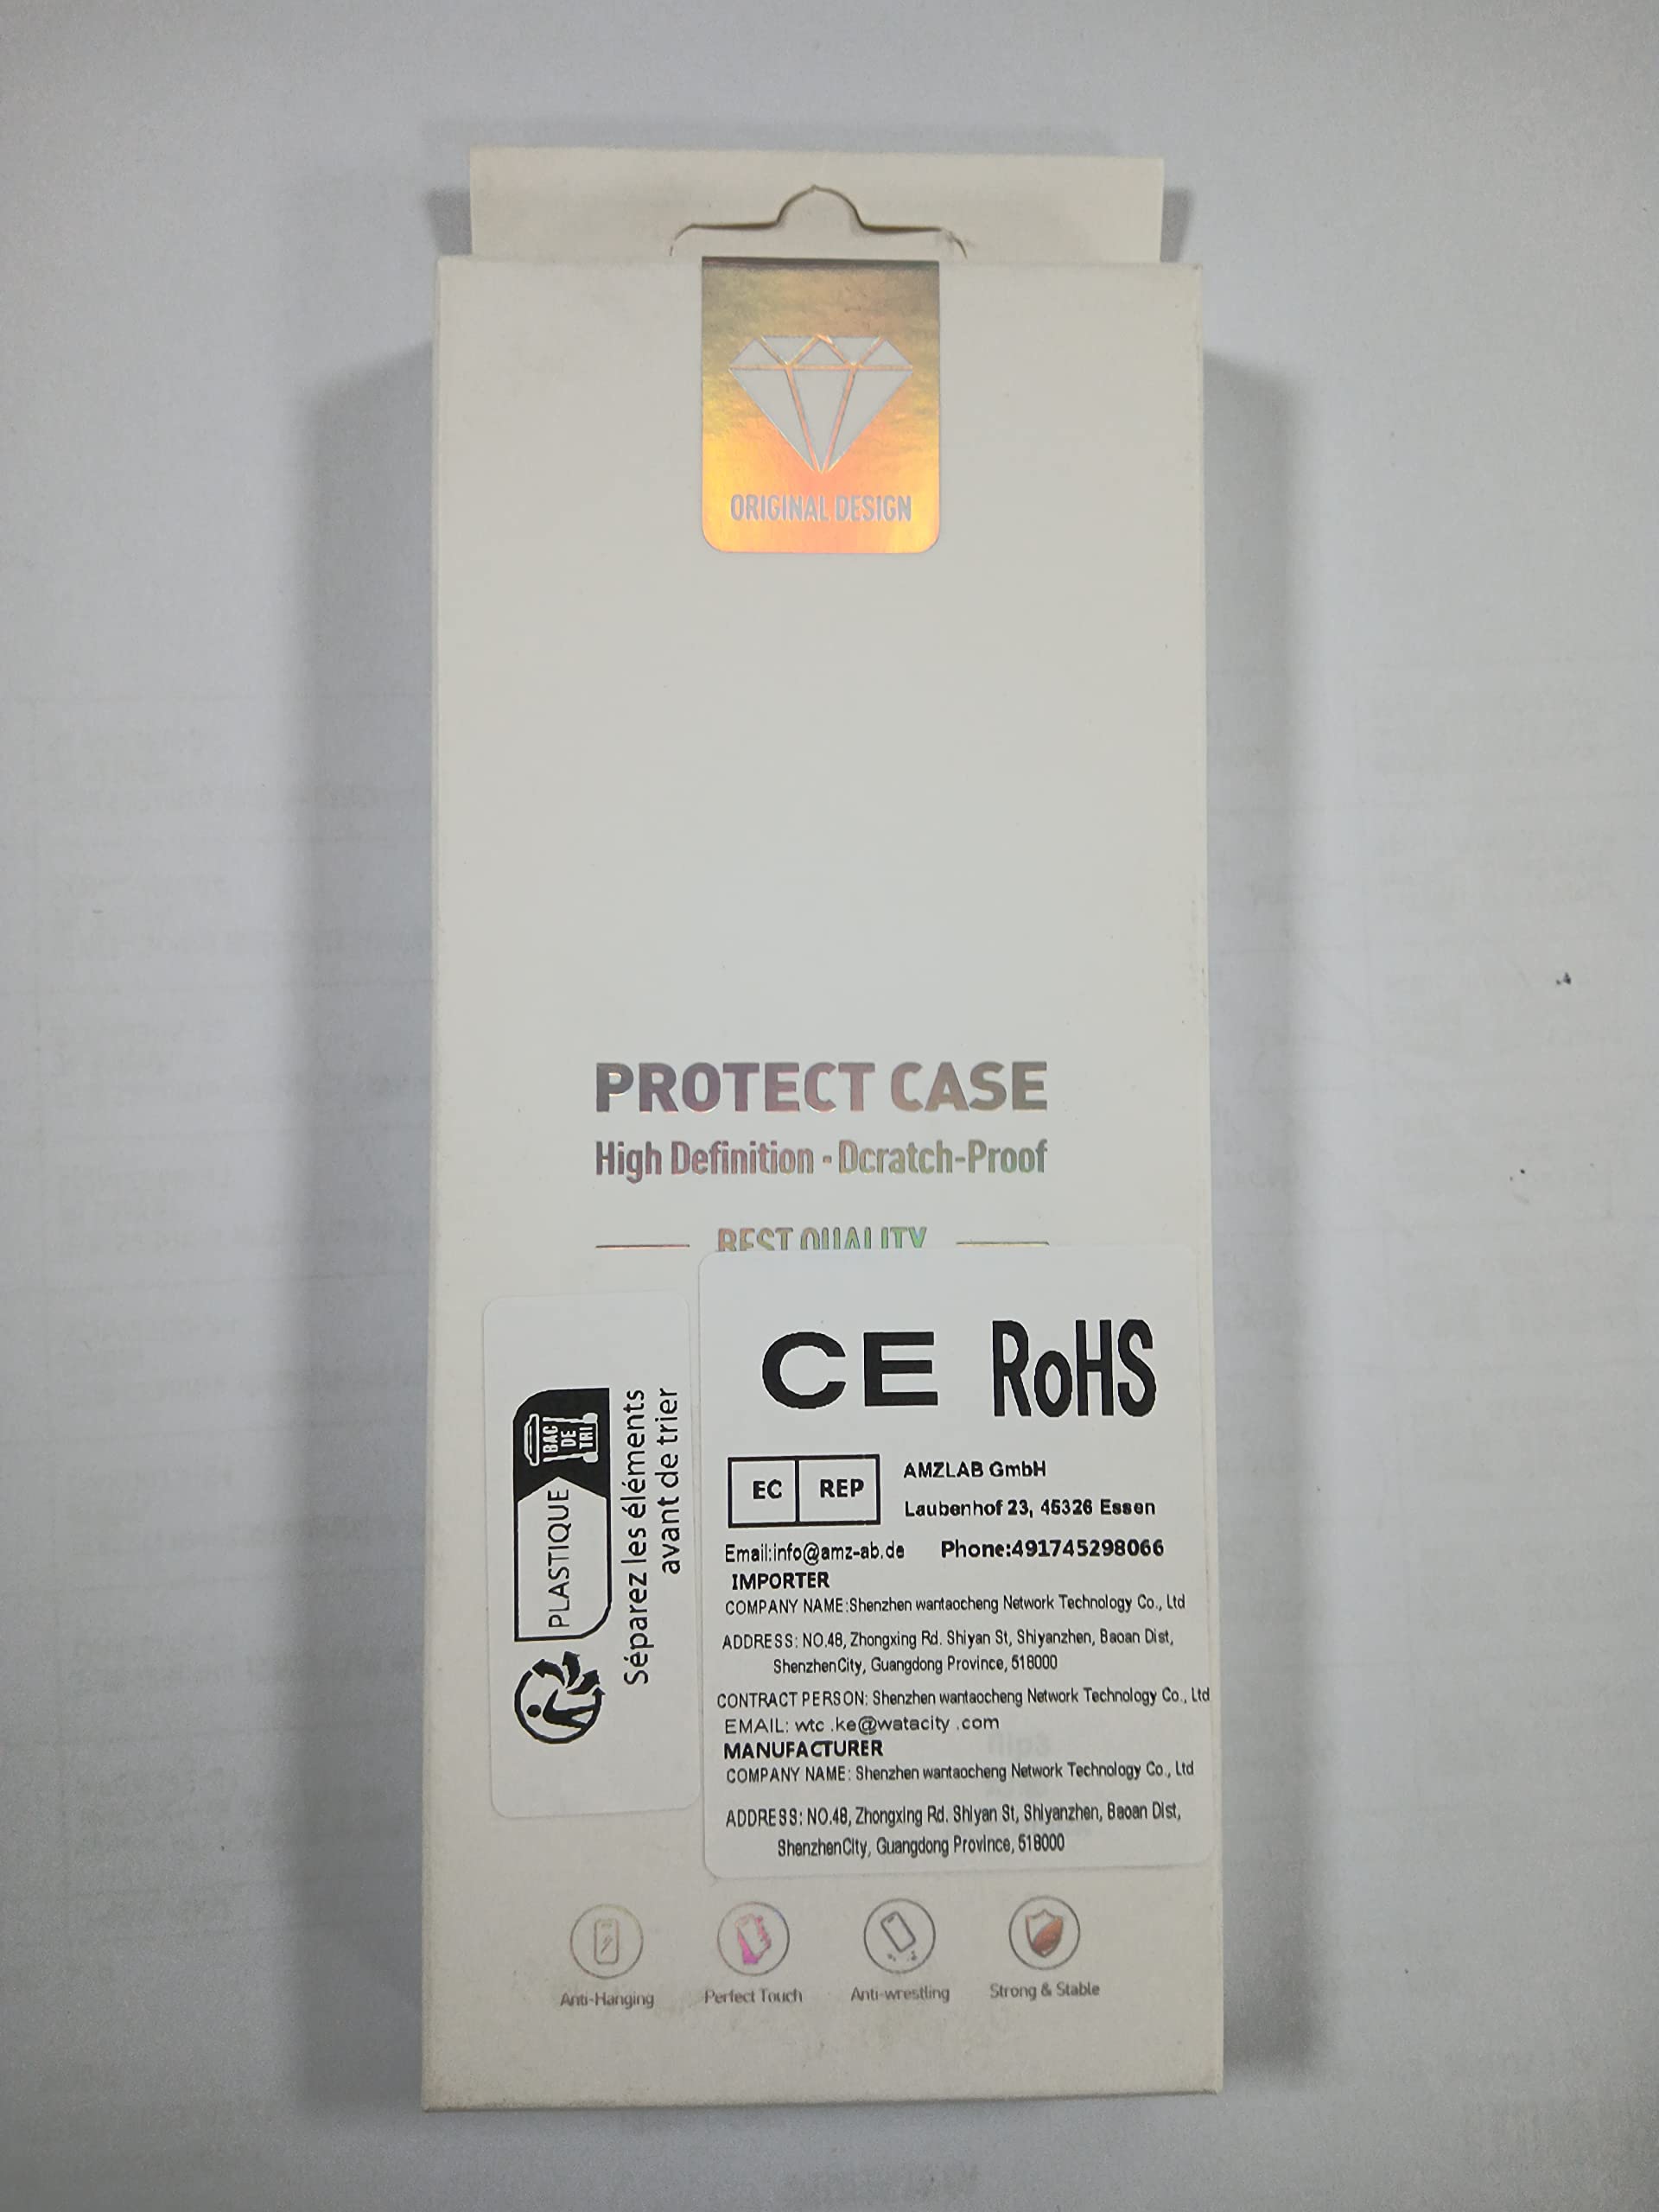 ORIGINAL DESIGN
PROTECT CASE
High Definition - Dcratch-Proof
BEST QUALITY
CE RoHS
EC REP
AMZLAB GmbH
Laubenhof 23, 45326 Essen
Email:info@amz-ab.de Phone:491745298066
IMPORTER
COMPANY NAME:Shenzhen wantaocheng Network Technology Co., Ltd
ADDRESS: NO.48, Zhongxing Rd. Shiyan St, Shiyanzhen, Baoan Dist,
ShenzhenCity, Guangdong Province, 518000
CONTRACT PERSON: Shenzhen wantaocheng Network Technology Co., Ltd
EMAIL: wtc .ke@watacity .com
MANUFACTURER
COMPANY NAME: Shenzhen wantaocheng Network Technology Co., Ltd
ADDRESS: NO.48, Zhongxing Rd. Shiyan St, Shiyanzhen, Baoan Dist,
ShenzhenCity, Guangdong Province, 518000
PLASTIQUE
BAC
DE
TRI
Séparez les éléments
avant de trier
Anti-Hanging
Perfect Touch
Anti-wrestling
Strong & Stable